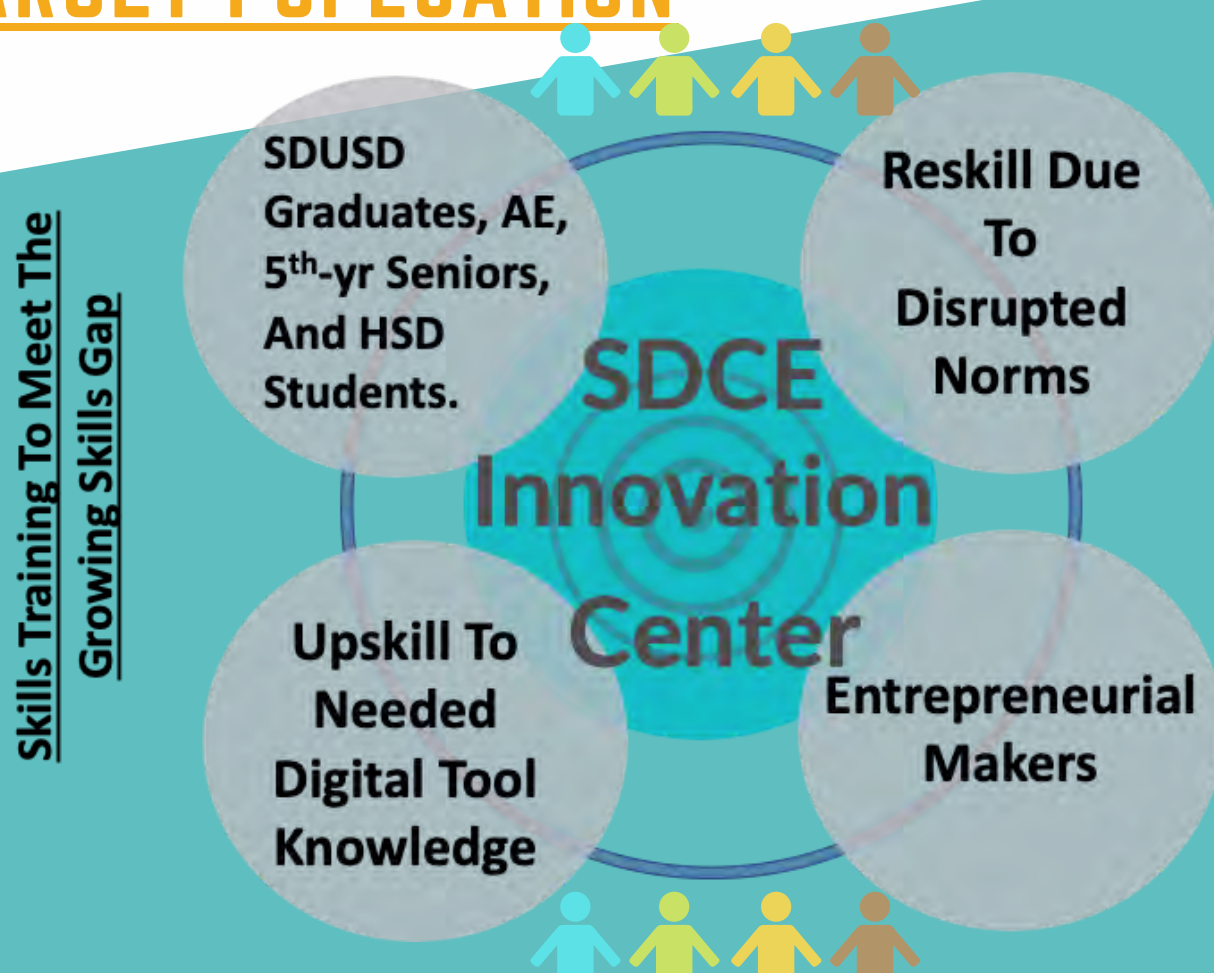 SDUSD
Graduates, AE,
5th-yr Seniors,
And HSD
Students.
Reskill Due
To
Disrupted
Norms
Skills Training To Meet The
Growing Skills Gap
SDCE
Innovation
Center
Upskill To
Needed
Digital Tool
Knowledge
Entrepreneurial
Makers